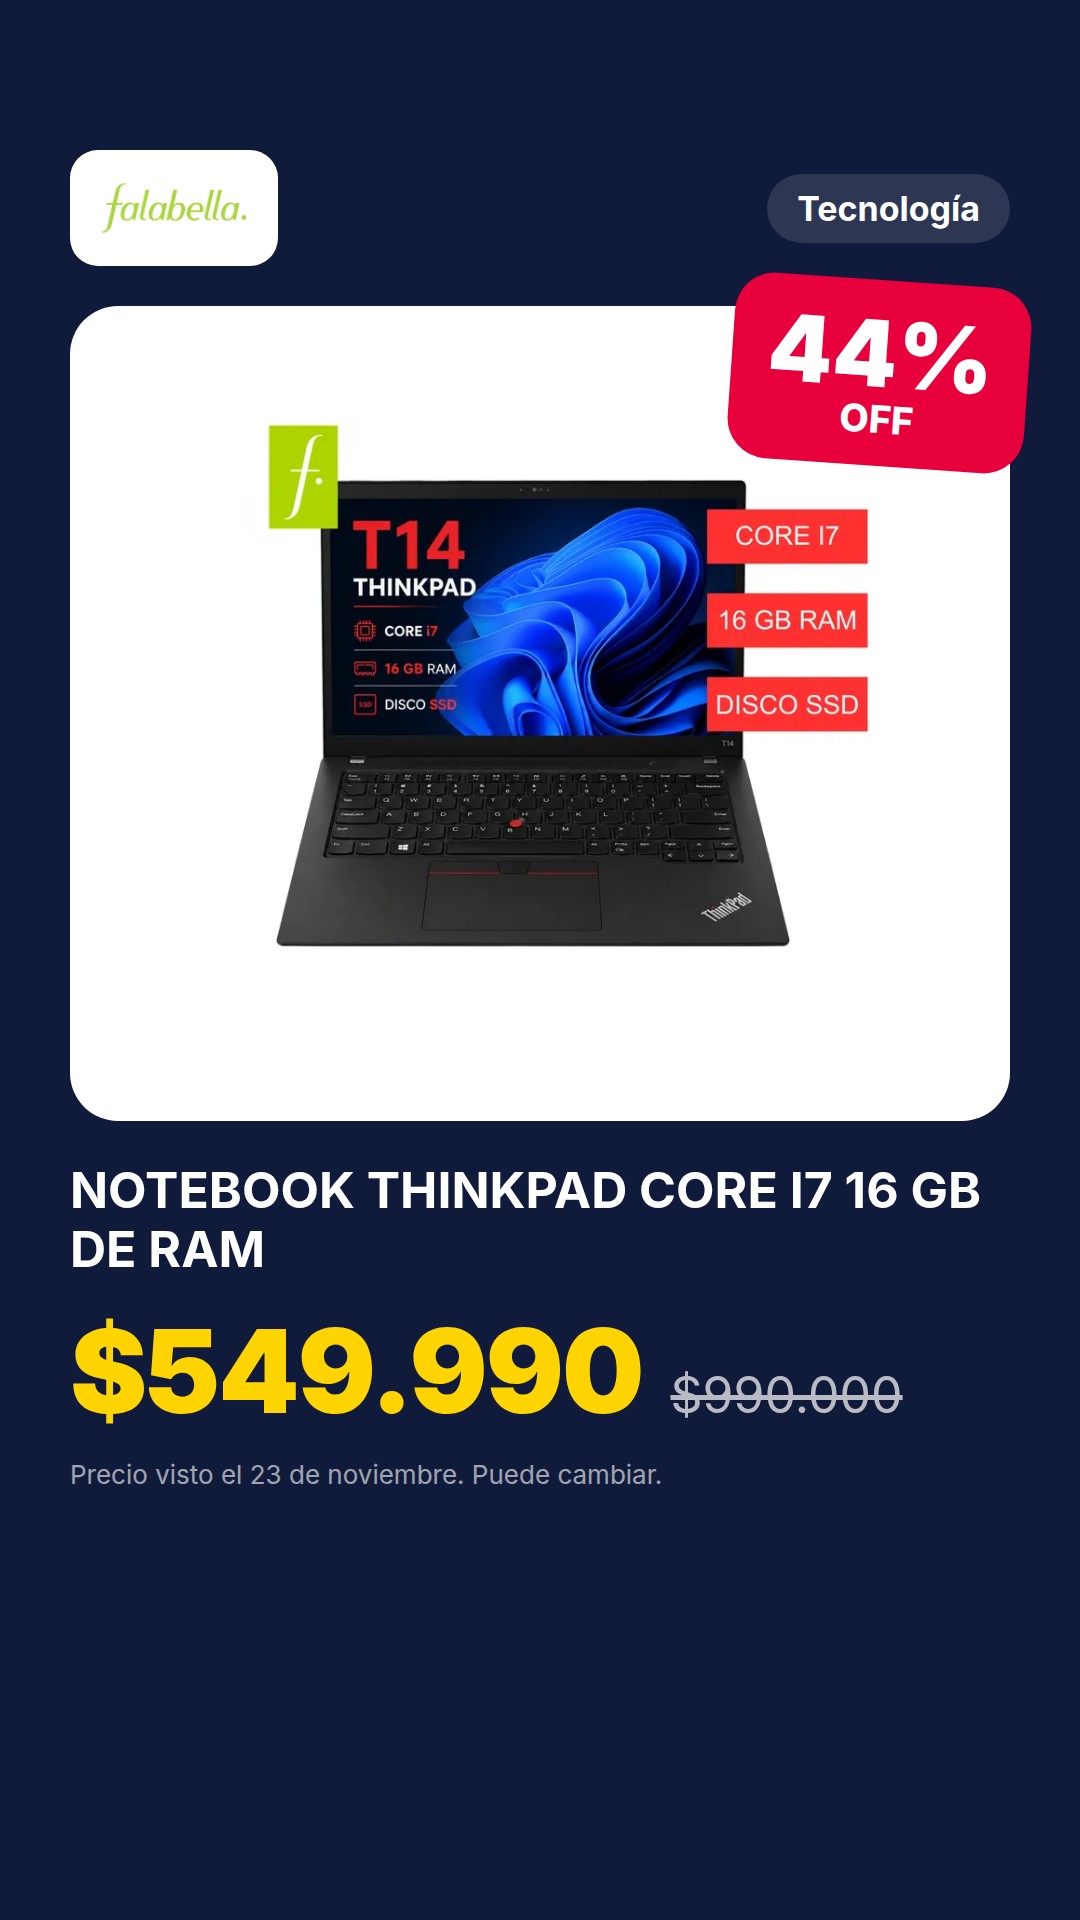 falabella.
Tecnología
44%
OFF
f.
T14
THINKPAD
CORE i7
16 GB RAM
SSD
DISCO SSD
CORE I7
16 GB RAM
DISCO SSD
T14
ThinkPad
NOTEBOOK THINKPAD CORE I7 16 GB
DE RAM
$549.990 $990.000
Precio visto el 23 de noviembre. Puede cambiar.